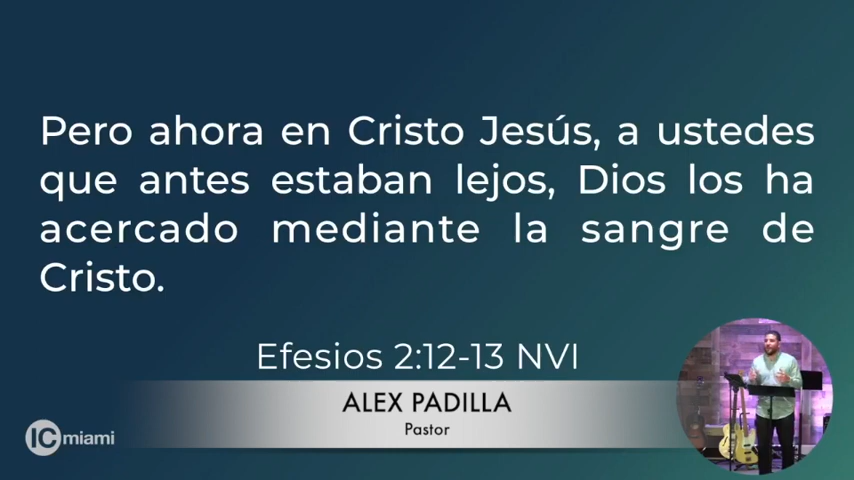 Pero ahora en Cristo Jesús, a ustedes
que antes estaban lejos, Dios los ha
acercado mediante la sangre de
Cristo.
Efesios 2:12-13 NVI
ALEX PADILLA
Pastor
IC miami